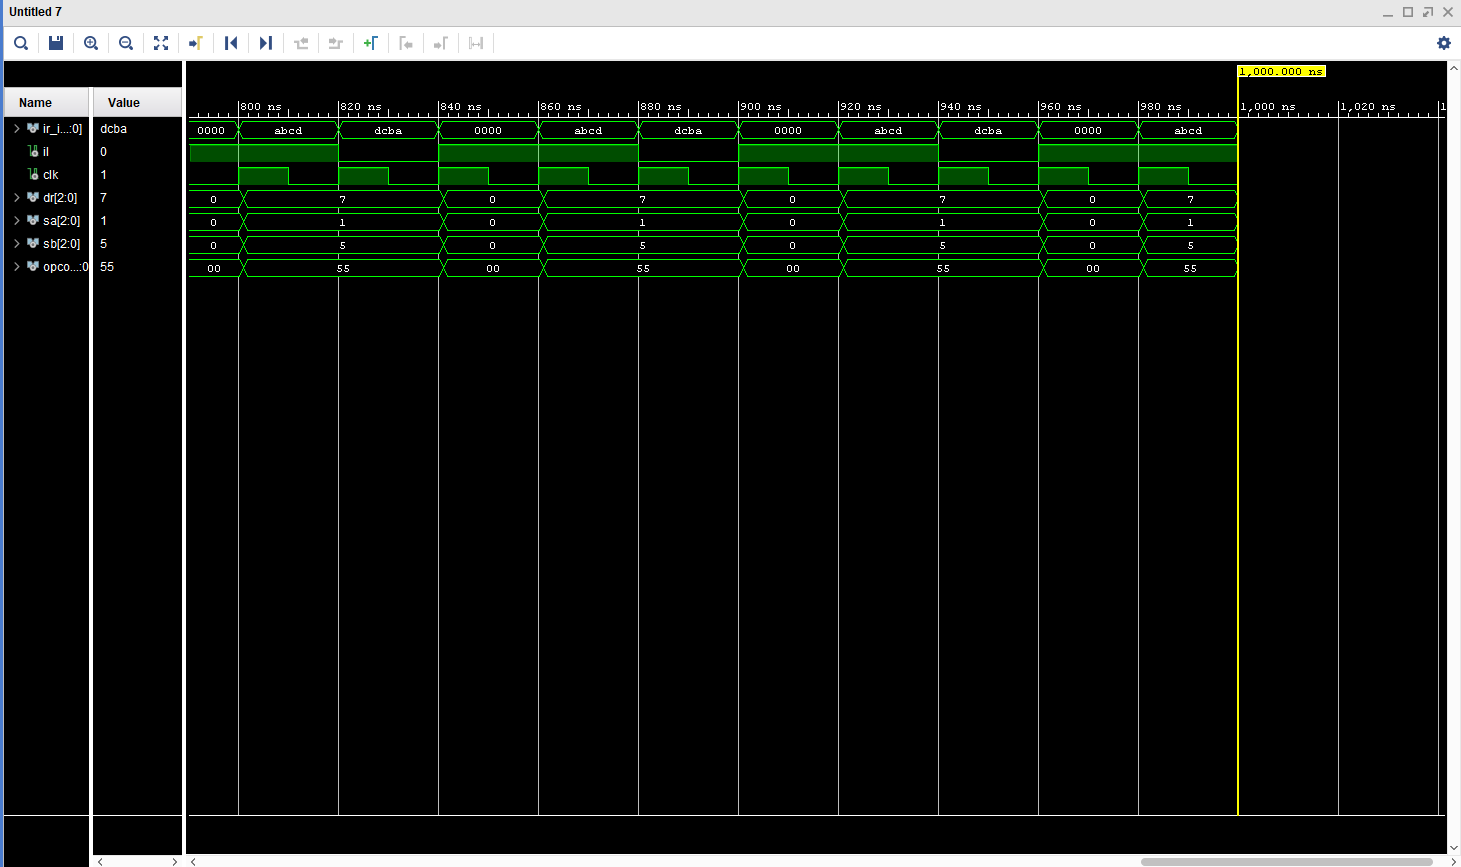 Untitled 7
1,000.000 ns
Name Value
800 ns 820 ns 840 ns 860 ns 880 ns 900 ns 920 ns 940 ns 960 ns 980 ns 1,000 ns 1,020 ns 1
ir_i...:0] dcba 0000 abcd dcba 0000 abcd dcba 0000 abcd dcba 0000 abcd
il 0
clk 1
dr[2:0] 7 0 7 0 7 0 7 0 7
sa[2:0] 1 0 1 0 1 0 1 0 1
sb[2:0] 5 0 5 0 5 0 5 0 5
opco...:0 55 00 55 00 55 00 55 00 55